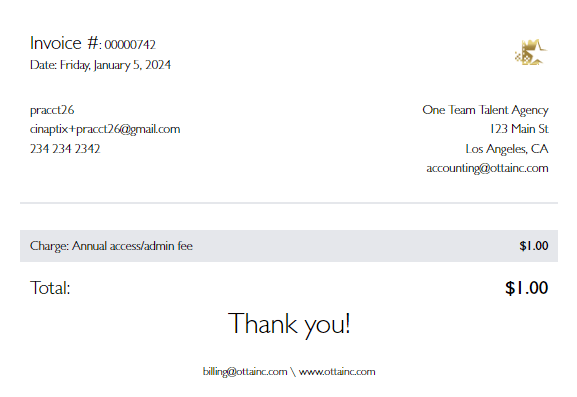 Invoice #: 00000742
Date: Friday, January 5, 2024
pracct26
cinaptix+pracct26@gmail.com
234 234 2342
One Team Talent Agency
123 Main St
Los Angeles, CA
accounting@ottainc.com
Charge: Annual access/admin fee $1.00
Total: $1.00
Thank you!
billing@ottainc.com \ www.ottainc.com